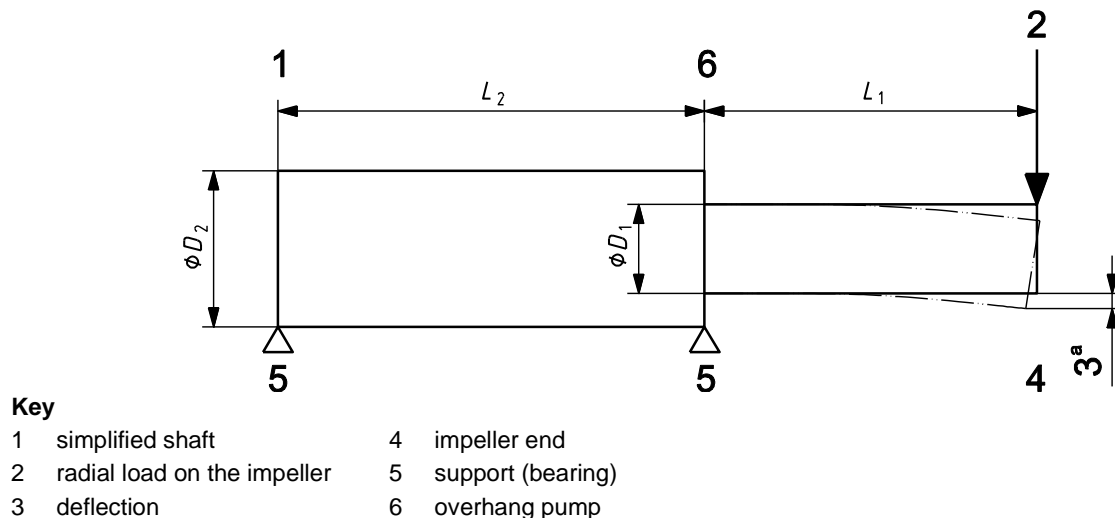 2
1 6
L2 L1
ϕD2
ϕD1
3a
5 5 4
Key
1 simplified shaft 4 impeller end
2 radial load on the impeller 5 support (bearing)
3 deflection 6 overhang pump